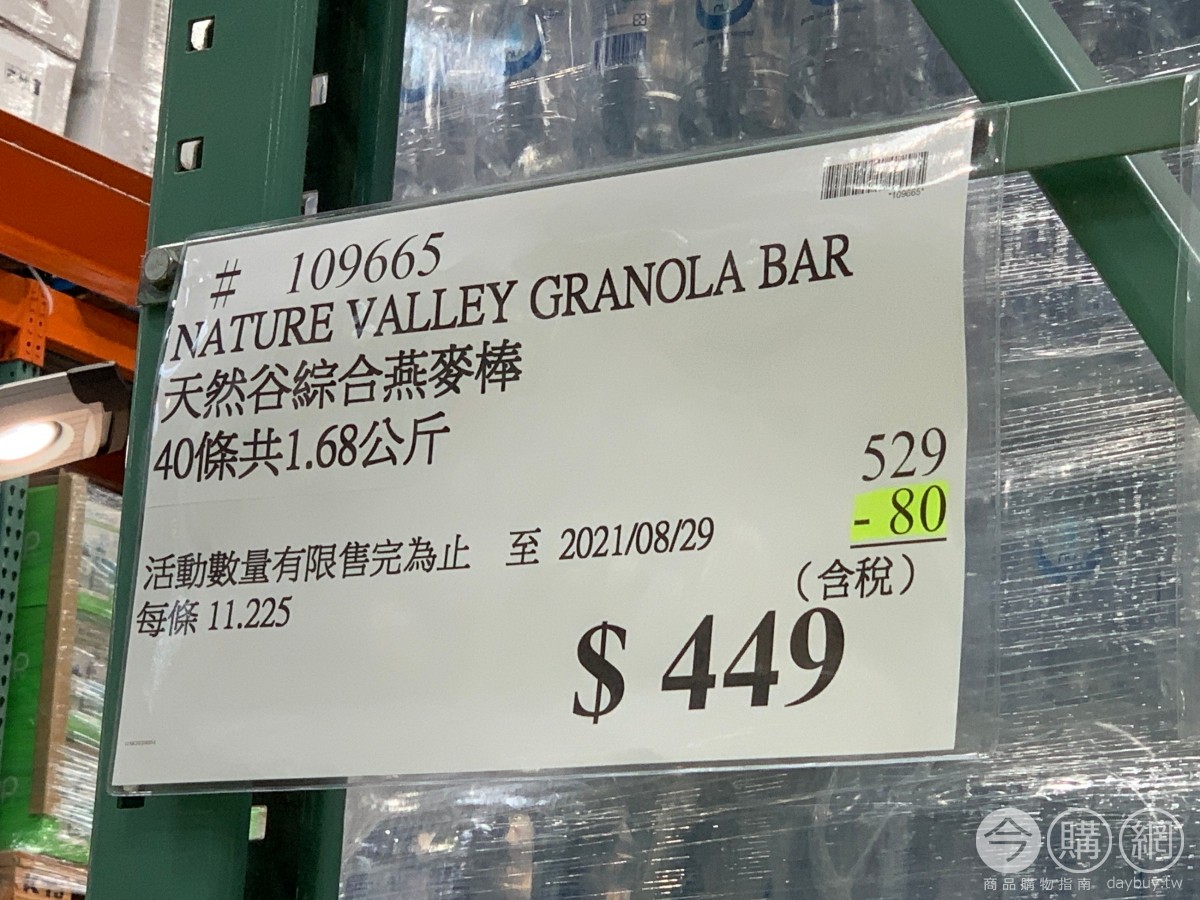 *109665*
# 109665
NATURE VALLEY GRANOLA BAR
天然谷綜合燕麥棒
40條共1.68公斤
529
- 80
活動數量有限售完為止 至 2021/08/29
(含稅)
每條 11.225
$ 449
今購網
商品購物指南 daybuy.tw